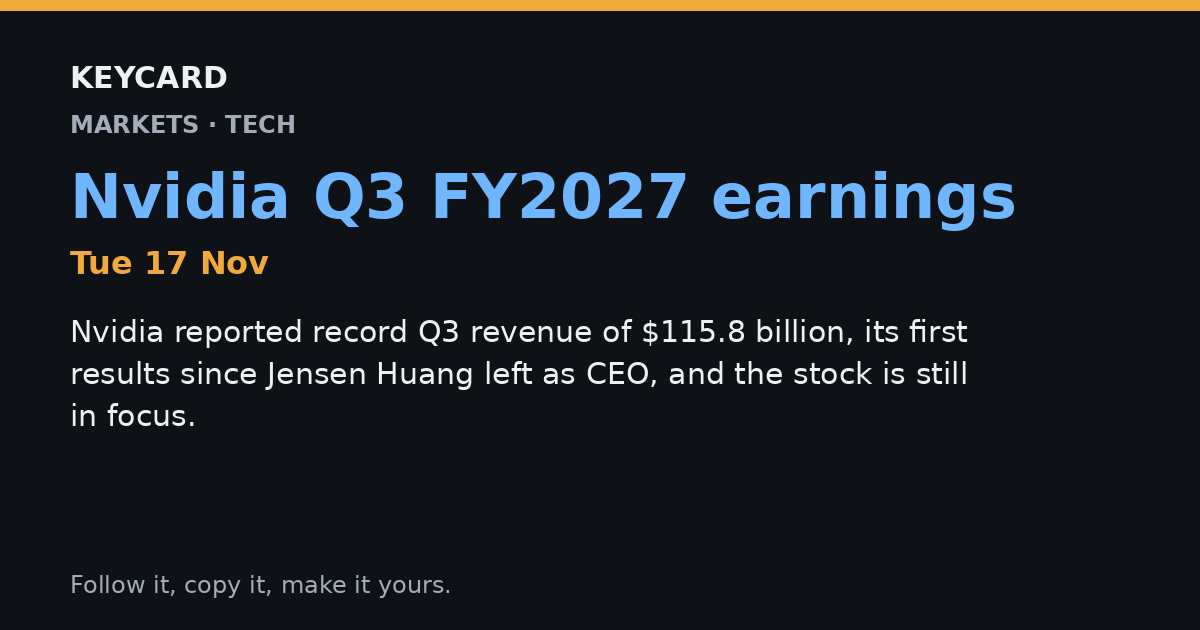 KEYCARD
MARKETS · TECH
Nvidia Q3 FY2027 earnings
Tue 17 Nov
Nvidia reported record Q3 revenue of $115.8 billion, its first
results since Jensen Huang left as CEO, and the stock is still
in focus.
Follow it, copy it, make it yours.